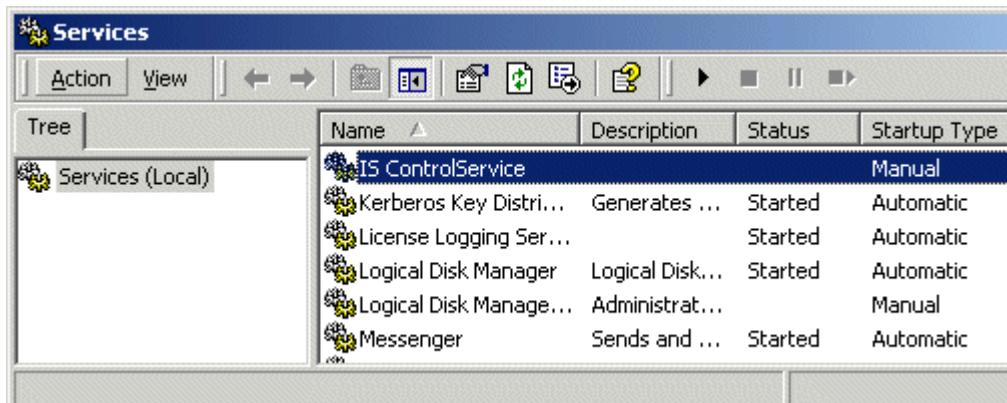 Services
Action View
Tree
Name Description Status Startup Type
Services (Local)
IS ControlService Manual
Kerberos Key Distri... Generates ... Started Automatic
License Logging Ser... Started Automatic
Logical Disk Manager Logical Disk... Started Automatic
Logical Disk Manage... Administrat... Manual
Messenger Sends and ... Started Automatic